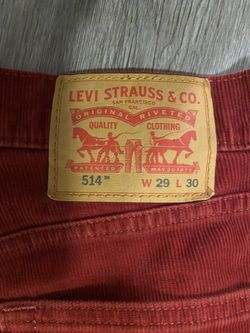 LEVI STRAUSS & CO.
SAN FRANCISCO
CAL.
ORIGINAL RIVETED
QUALITY CLOTHING
PATENTED MAY 20 1873
514™ W 29 L 30